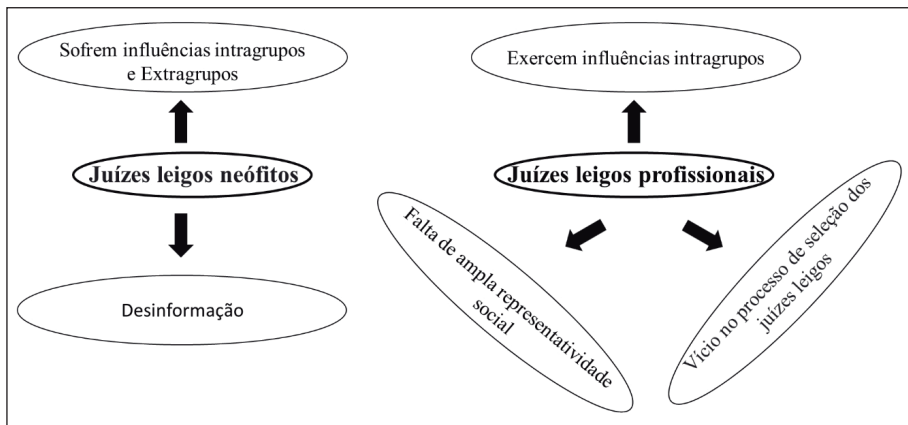 Sofrem influências intragrupos
e Extragrupos
Exercem influências intragrupos
Juízes leigos neófitos
Juízes leigos profissionais
Desinformação
Falta de ampla representatividade
social
Vício no processo de seleção dos
juízes leigos